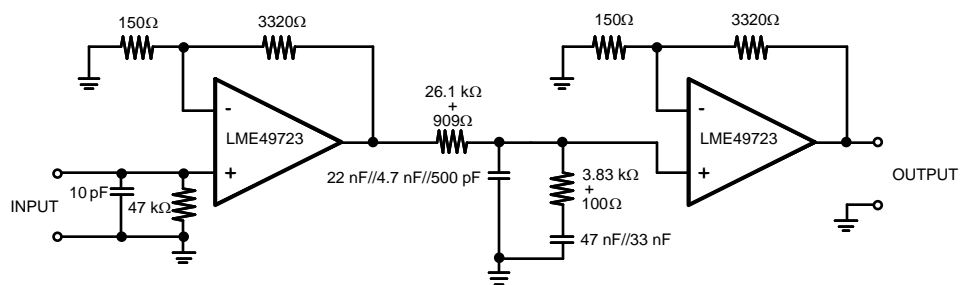 150Ω
3320Ω
150Ω
3320Ω
26.1 kΩ
+
909Ω
-
LME49723
+
-
LME49723
+
22 nF//4.7 nF//500 pF
3.83 kΩ
+
100Ω
47 nF//33 nF
INPUT
10 pF
47 kΩ
OUTPUT